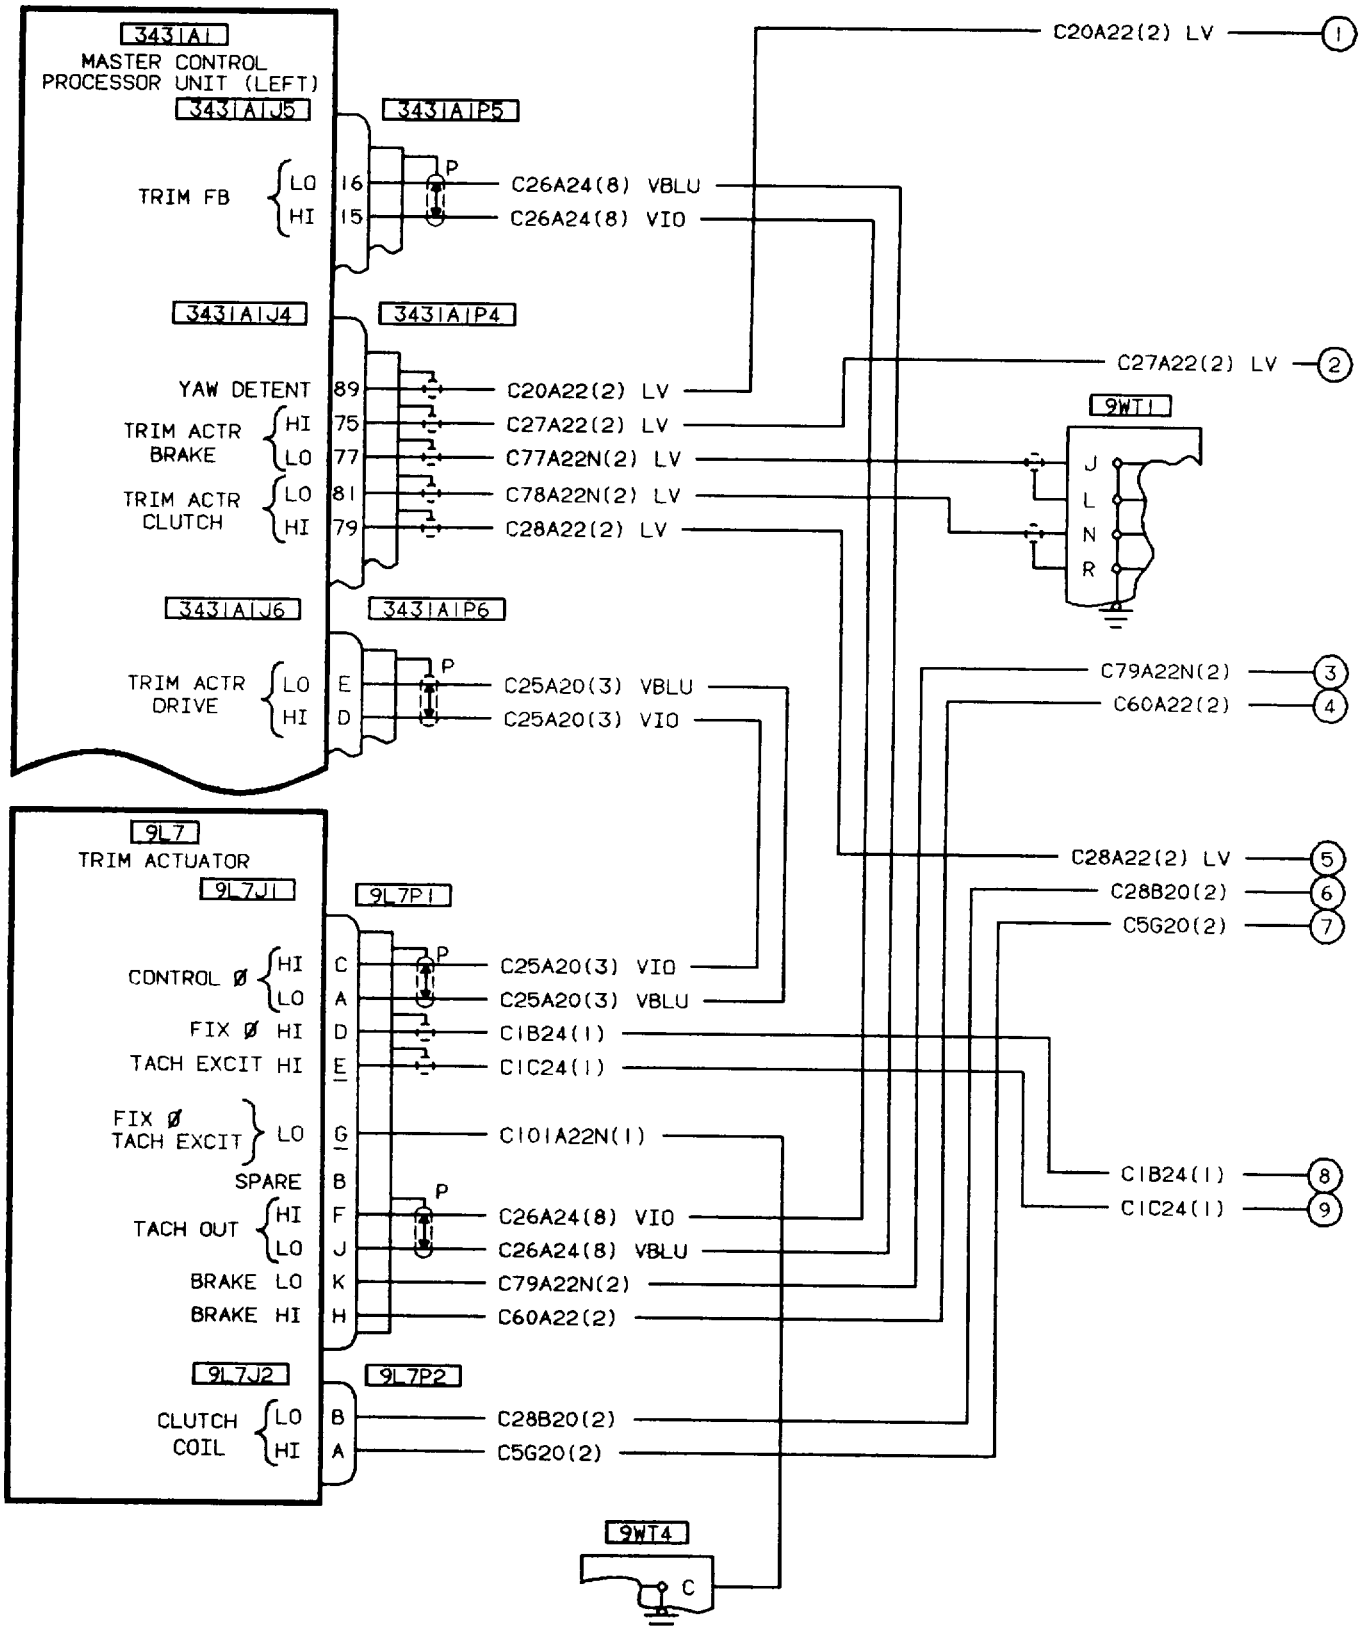 3431A1
MASTER CONTROL
PROCESSOR UNIT (LEFT)
C20A22(2) LV 1
3431A1J5 3431A1P5
P
TRIM FB
LO 16 C26A24(8) VBLU
HI 15 C26A24(8) VIO
3431A1J4 3431A1P4
C27A22(2) LV 2
YAW DETENT 89 C20A22(2) LV
9WT1
TRIM ACTR
BRAKE
HI 75 C27A22(2) LV
LO 77 C77A22N(2) LV
J
TRIM ACTR
CLUTCH
LO 81 C78A22N(2) LV
L
HI 79 C28A22(2) LV
N
R
3431A1J6 3431A1P6
P
TRIM ACTR
DRIVE
LO E C25A20(3) VBLU
HI D C25A20(3) VIO
C79A22N(2) 3
C60A22(2) 4
9L7
TRIM ACTUATOR
C28A22(2) LV 5
9L7J1 9L7P1
C28B20(2) 6
C5G20(2) 7
P
CONTROL Ø
HI C C25A20(3) VIO
LO A C25A20(3) VBLU
FIX Ø HI D C1B24(1)
TACH EXCIT HI E C1C24(1)
FIX Ø
TACH EXCIT
LO G C101A22N(1)
SPARE B
C1B24(1) 8
C1C24(1) 9
P
TACH OUT
HI F C26A24(8) VIO
LO J C26A24(8) VBLU
BRAKE LO K C79A22N(2)
BRAKE HI H C60A22(2)
9L7J2 9L7P2
CLUTCH
COIL
LO B C28B20(2)
HI A C5G20(2)
9WT4
C